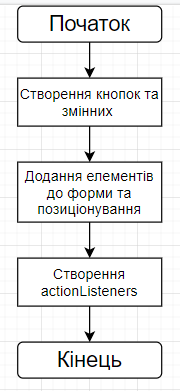 Початок
Створення кнопок та
змінних
Додання елементів
до форми та
позиціонування
Створення
actionListeners
Кінець